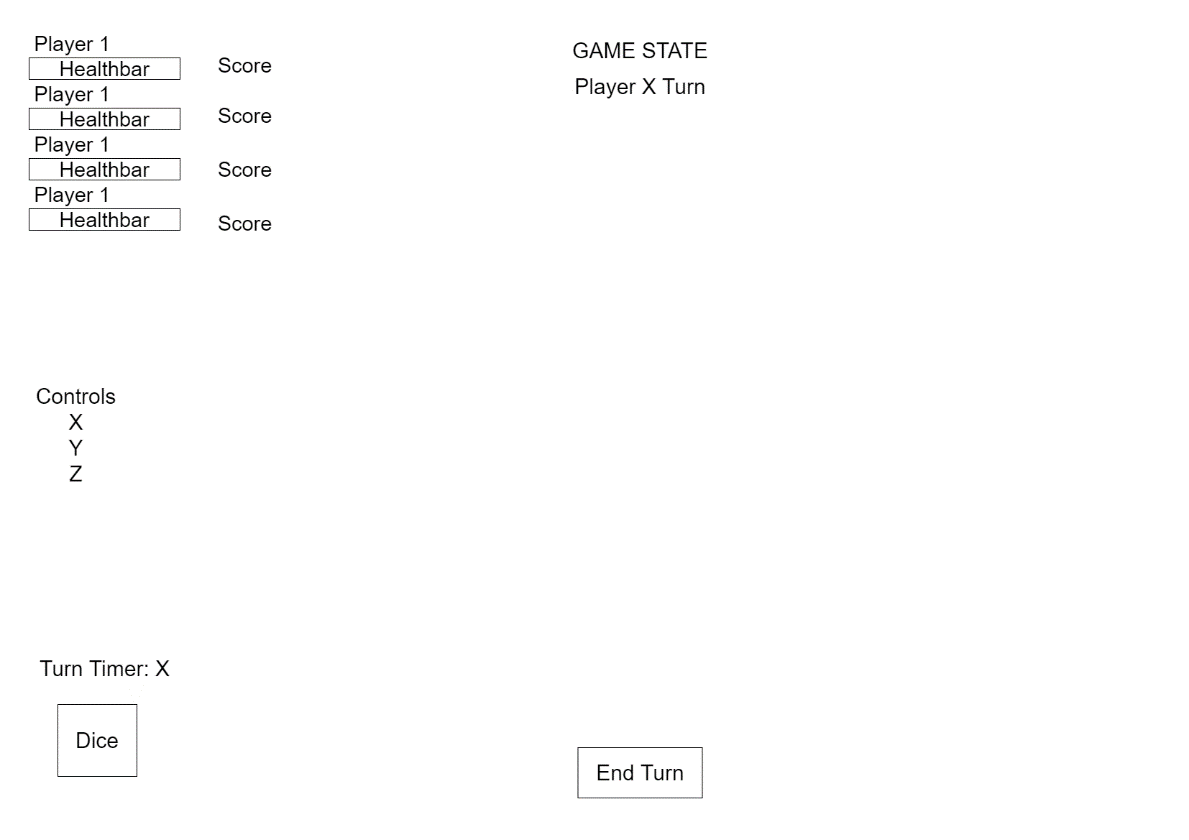 Player 1
Healthbar
Score
Player 1
Healthbar
Score
Player 1
Healthbar
Score
Player 1
Healthbar
Score
GAME STATE
Player X Turn
Controls
X
Y
Z
Turn Timer: X
Dice
End Turn